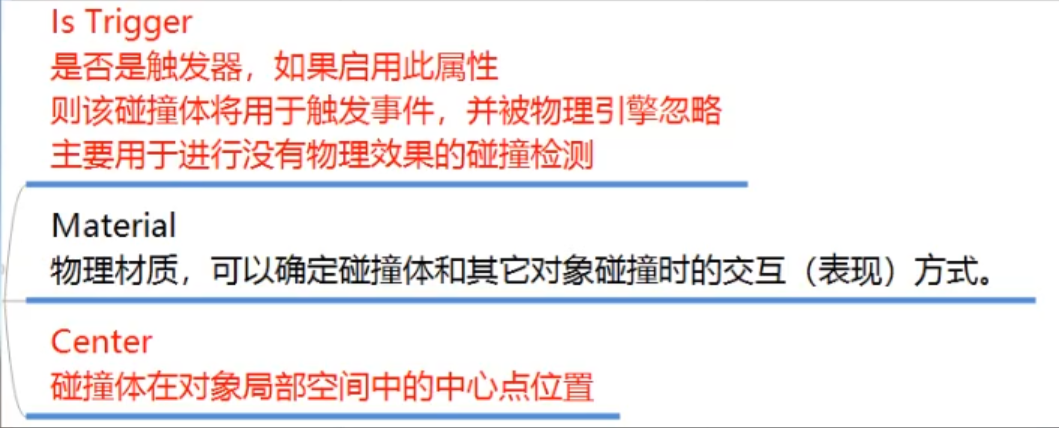 Is Trigger
是否是触发器，如果启用此属性
则该碰撞体将用于触发事件，并被物理引擎忽略
主要用于进行没有物理效果的碰撞检测
Material
物理材质，可以确定碰撞体和其它对象碰撞时的交互（表现）方式。
Center
碰撞体在对象局部空间中的中心点位置